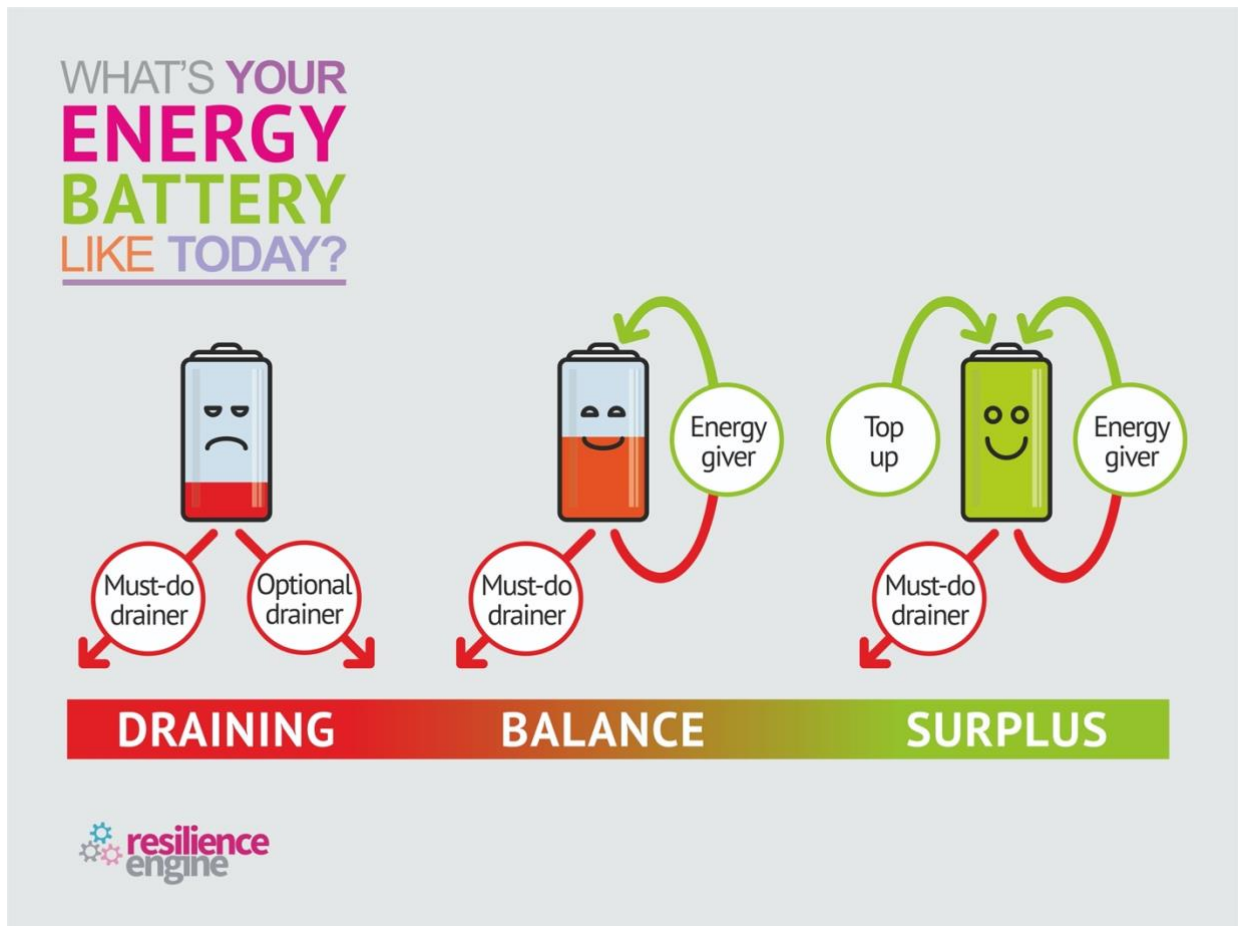 WHAT'S YOUR
ENERGY
BATTERY
LIKE TODAY?
Must-do
drainer
Optional
drainer
Energy
giver
Must-do
drainer
Top
up
Energy
giver
Must-do
drainer
DRAINING
BALANCE
SURPLUS
resilience
engine